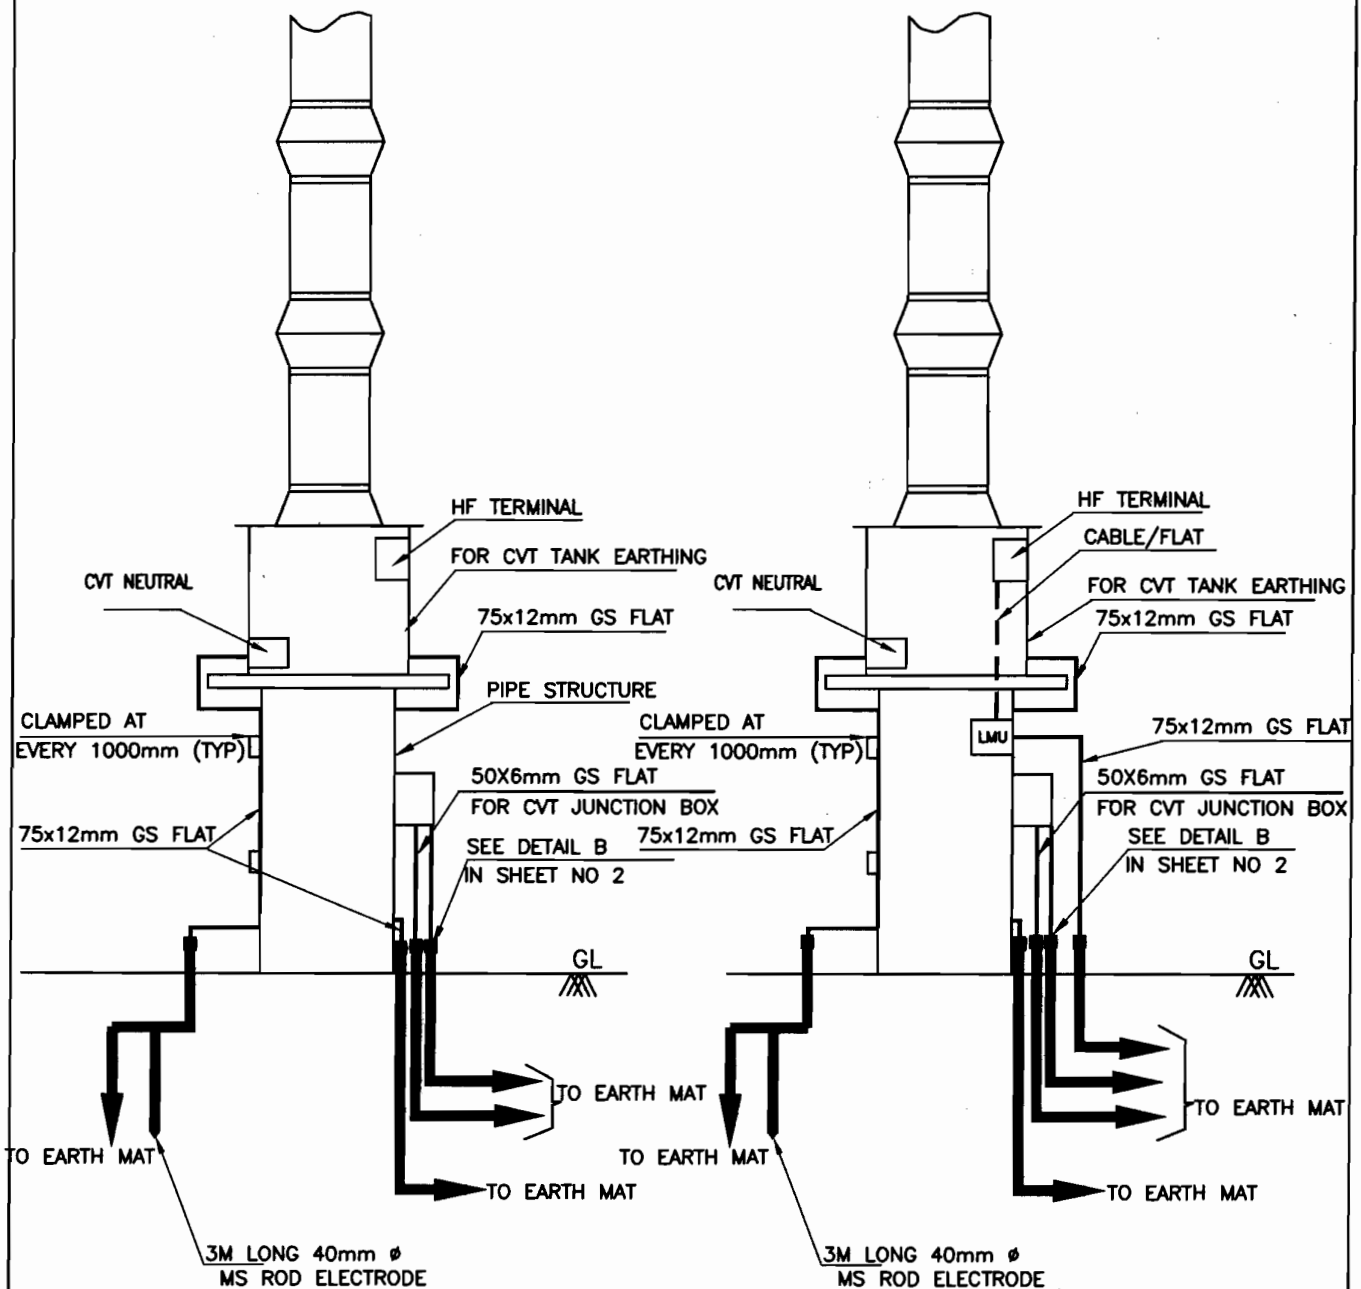 HF TERMINAL
FOR CVT TANK EARTHING
CVT NEUTRAL
75x12mm GS FLAT
PIPE STRUCTURE
CLAMPED AT
EVERY 1000mm (TYP)
50X6mm GS FLAT
FOR CVT JUNCTION BOX
75x12mm GS FLAT
SEE DETAIL B
IN SHEET NO 2
GL
TO EARTH MAT
TO EARTH MAT
TO EARTH MAT
3M LONG 40mm ø
MS ROD ELECTRODE
HF TERMINAL
CABLE/FLAT
CVT NEUTRAL
FOR CVT TANK EARTHING
75x12mm GS FLAT
CLAMPED AT
EVERY 1000mm (TYP)
LMU
75x12mm GS FLAT
50X6mm GS FLAT
FOR CVT JUNCTION BOX
75x12mm GS FLAT
SEE DETAIL B
IN SHEET NO 2
GL
TO EARTH MAT
TO EARTH MAT
TO EARTH MAT
3M LONG 40mm ø
MS ROD ELECTRODE